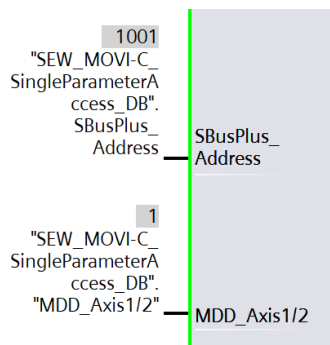 1001
"SEW_MOVI-C_
SingleParameterA
ccess_DB".
SBusPlus_
Address
SBusPlus_
Address
1
"SEW_MOVI-C_
SingleParameterA
ccess_DB".
"MDD_Axis1/2"
MDD_Axis1/2